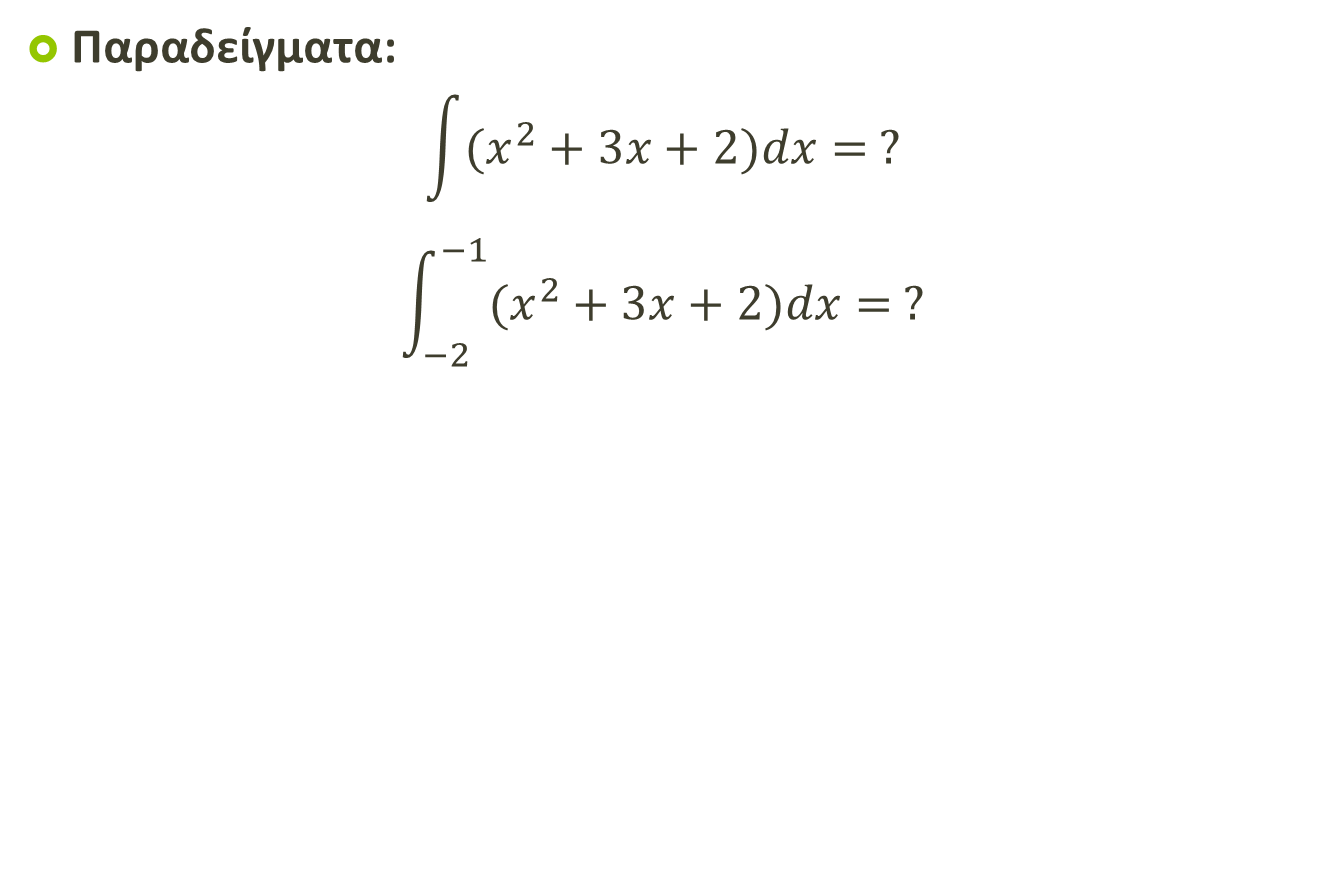 Παραδείγματα:
∫(x² + 3x + 2)dx = ?
∫₋₂⁻¹(x² + 3x + 2)dx = ?